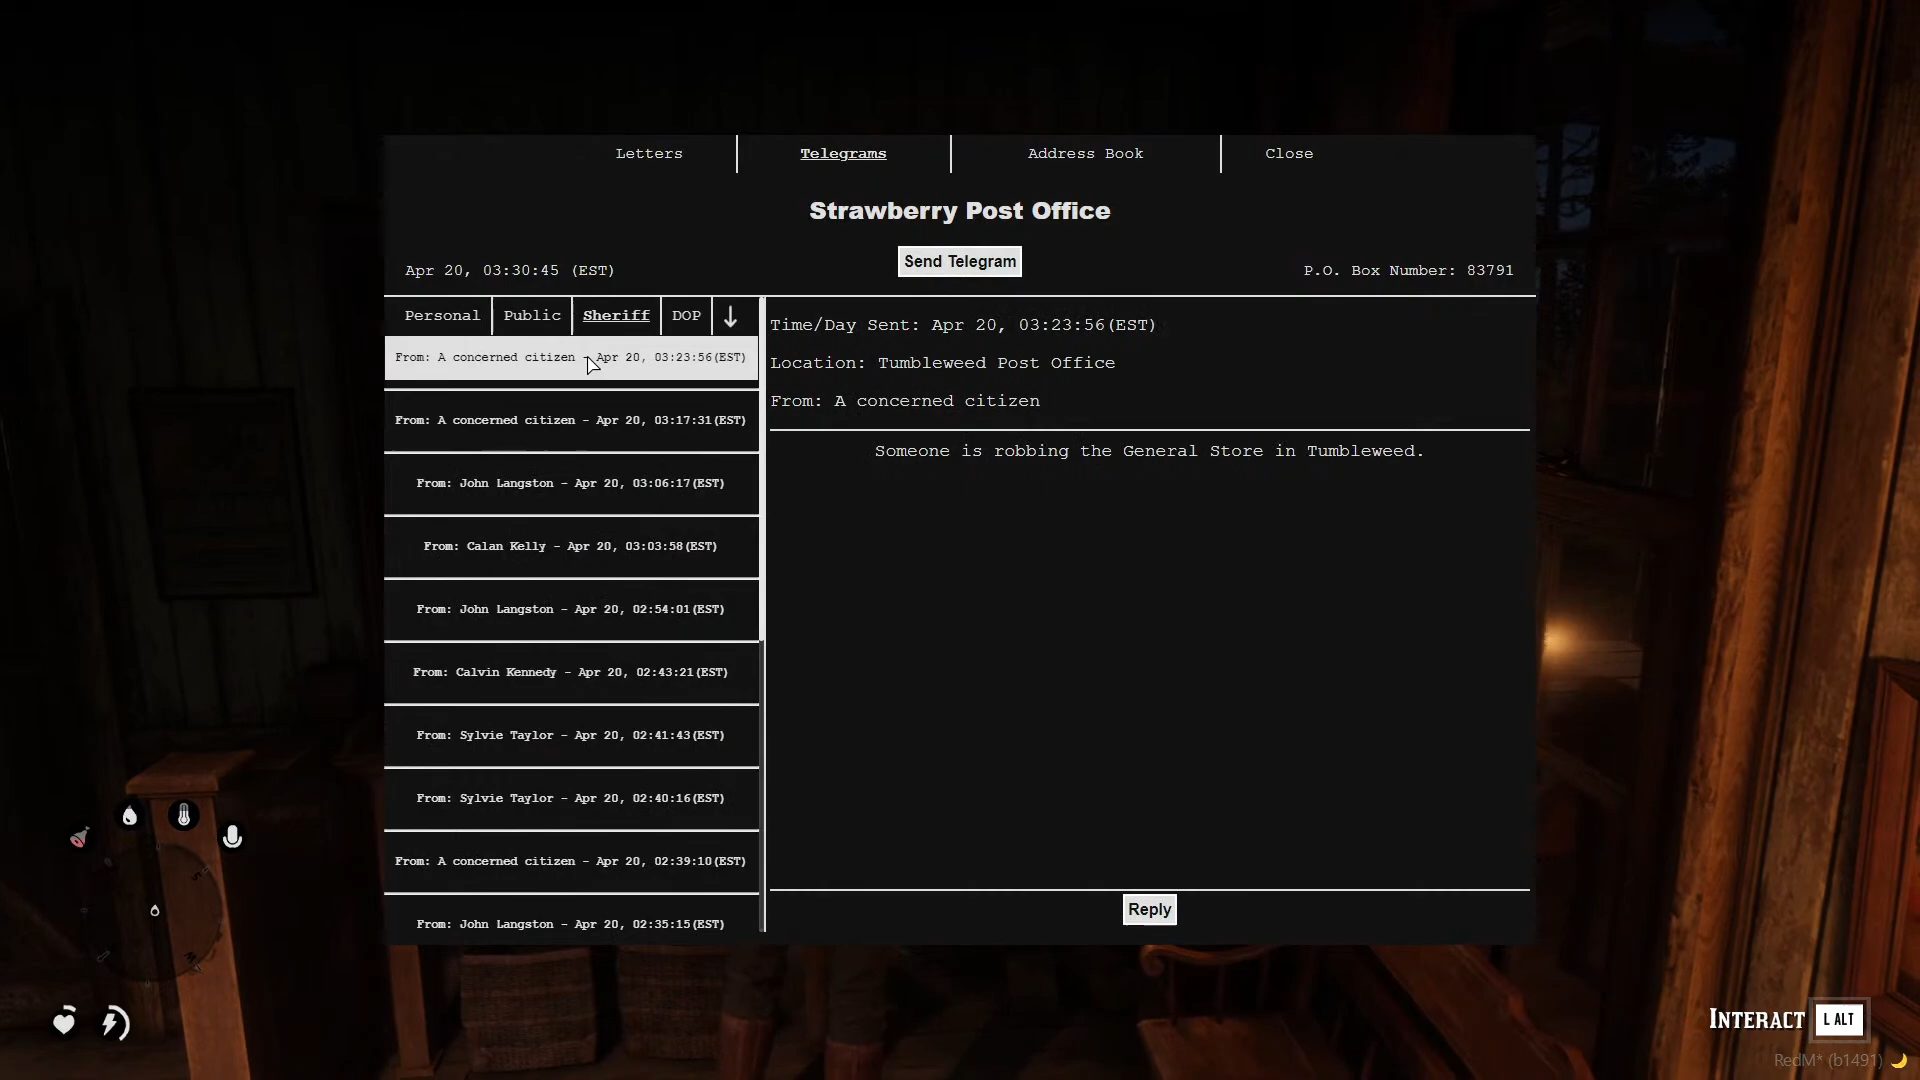 Letters
Telegrams
Address Book
Close
Strawberry Post Office
Send Telegram
Apr 20, 03:30:45 (EST)
P.O. Box Number: 83791
Personal
Public
Sheriff
DOP
From: A concerned citizen - Apr 20, 03:23:56(EST)
From: A concerned citizen - Apr 20, 03:17:31(EST)
From: John Langston - Apr 20, 03:06:17(EST)
From: Calan Kelly - Apr 20, 03:03:58(EST)
From: John Langston - Apr 20, 02:54:01(EST)
From: Calvin Kennedy - Apr 20, 02:43:21(EST)
From: Sylvie Taylor - Apr 20, 02:41:43(EST)
From: Sylvie Taylor - Apr 20, 02:40:16(EST)
From: A concerned citizen - Apr 20, 02:39:10(EST)
From: John Langston - Apr 20, 02:35:15(EST)
Time/Day Sent: Apr 20, 03:23:56(EST)
Location: Tumbleweed Post Office
From: A concerned citizen
Someone is robbing the General Store in Tumbleweed.
Reply
INTERACT L ALT
RedM* (b1491)